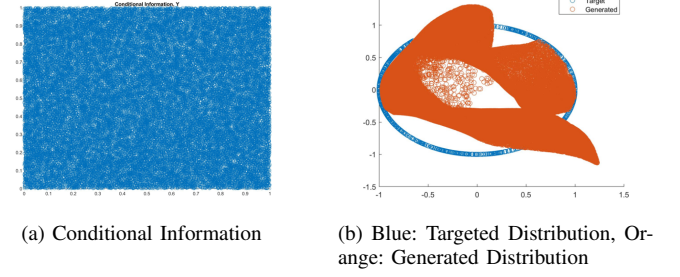 Conditional Information, Y
1
0.9
0.8
0.7
0.6
0.5
0.4
0.3
0.2
0.1
0
0 0.1 0.2 0.3 0.4 0.5 0.6 0.7 0.8 0.9 1
Target
Generated
1
0.5
0
-0.5
-1
-1.5
-1 -0.5 0 0.5 1 1.5
(a) Conditional Information
(b) Blue: Targeted Distribution, Or-
ange: Generated Distribution